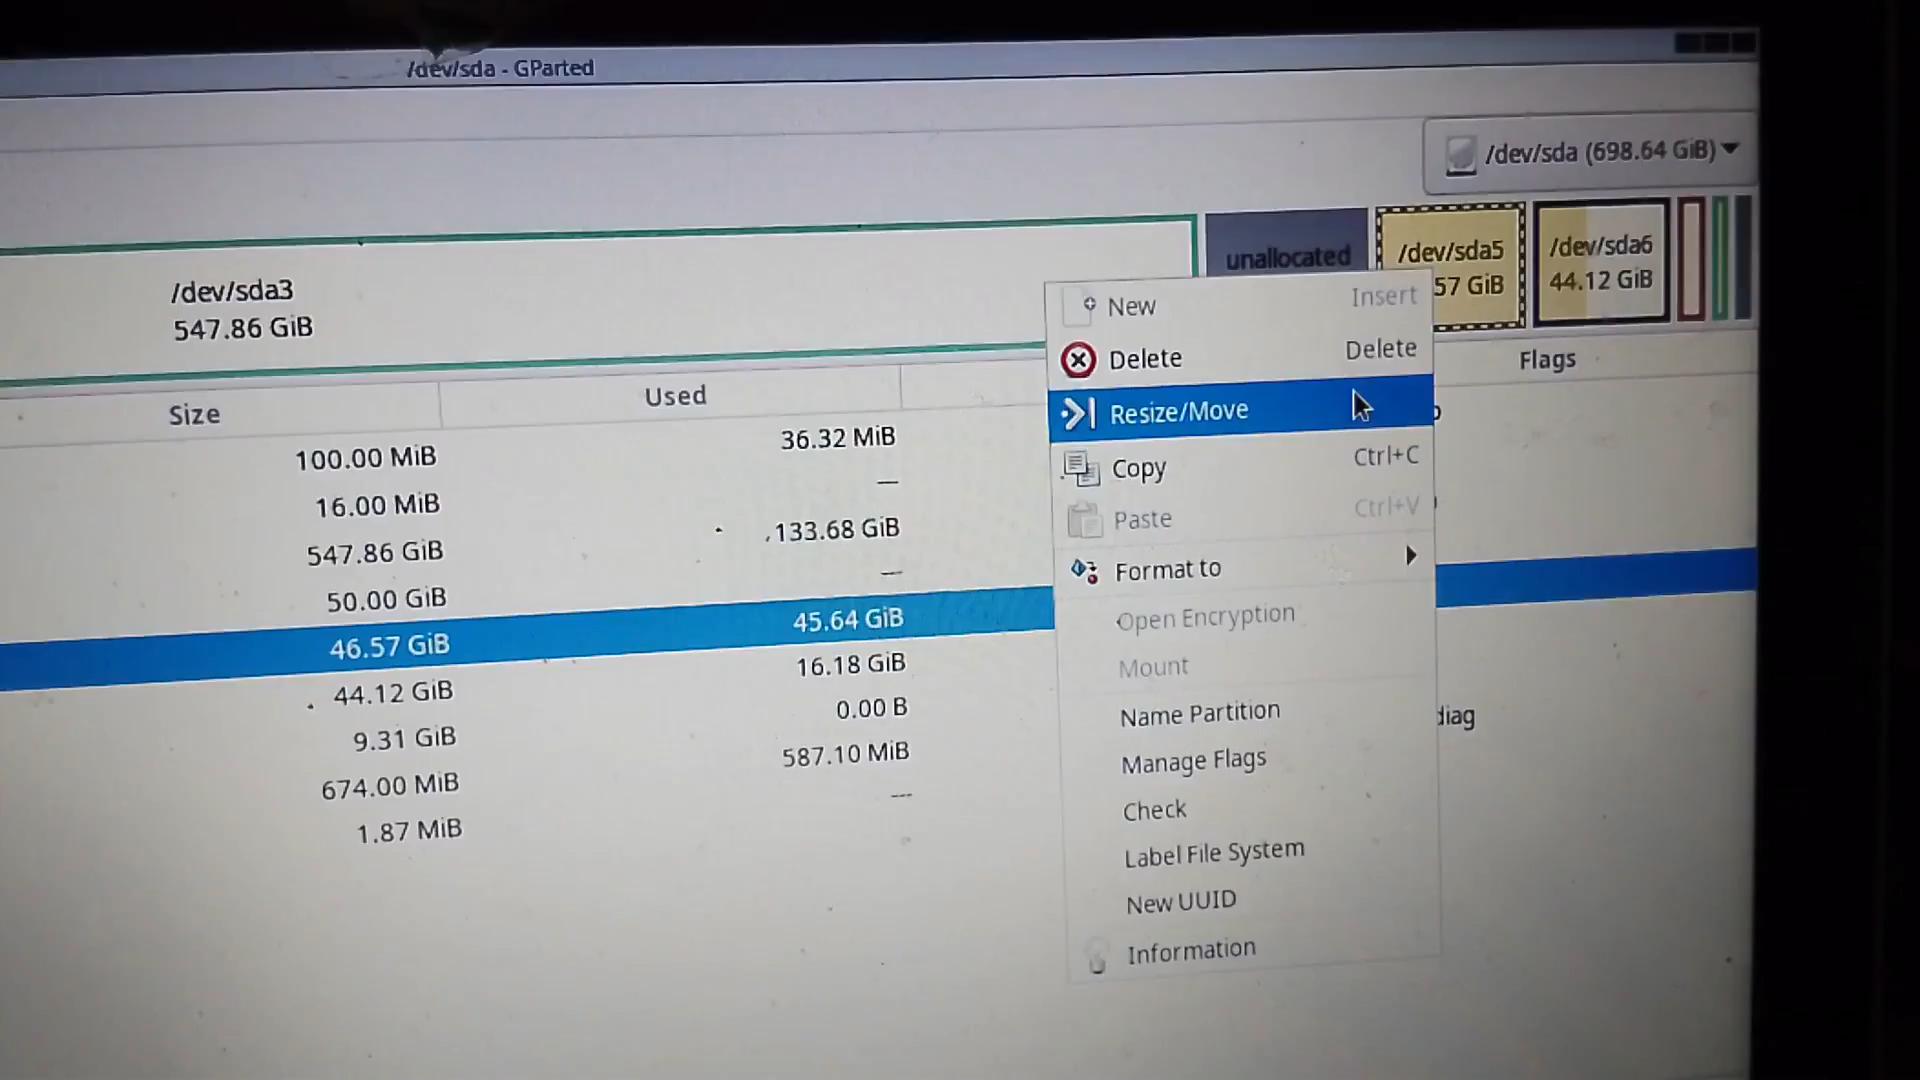 /dev/sda - GParted
/dev/sda (698.64 GiB)
/dev/sda3
547.86 GiB
unallocated
/dev/sda5
57 GiB
/dev/sda6
44.12 GiB
Size
Used
Flags
100.00 MiB
36.32 MiB
16.00 MiB
—
547.86 GiB
133.68 GiB
50.00 GiB
—
46.57 GiB
45.64 GiB
44.12 GiB
16.18 GiB
9.31 GiB
0.00 B
674.00 MiB
587.10 MiB
1.87 MiB
---
New Insert
Delete Delete
Resize/Move
Copy Ctrl+C
Paste Ctrl+V
Format to
Open Encryption
Mount
Name Partition
Manage Flags
Check
Label File System
New UUID
Information
diag